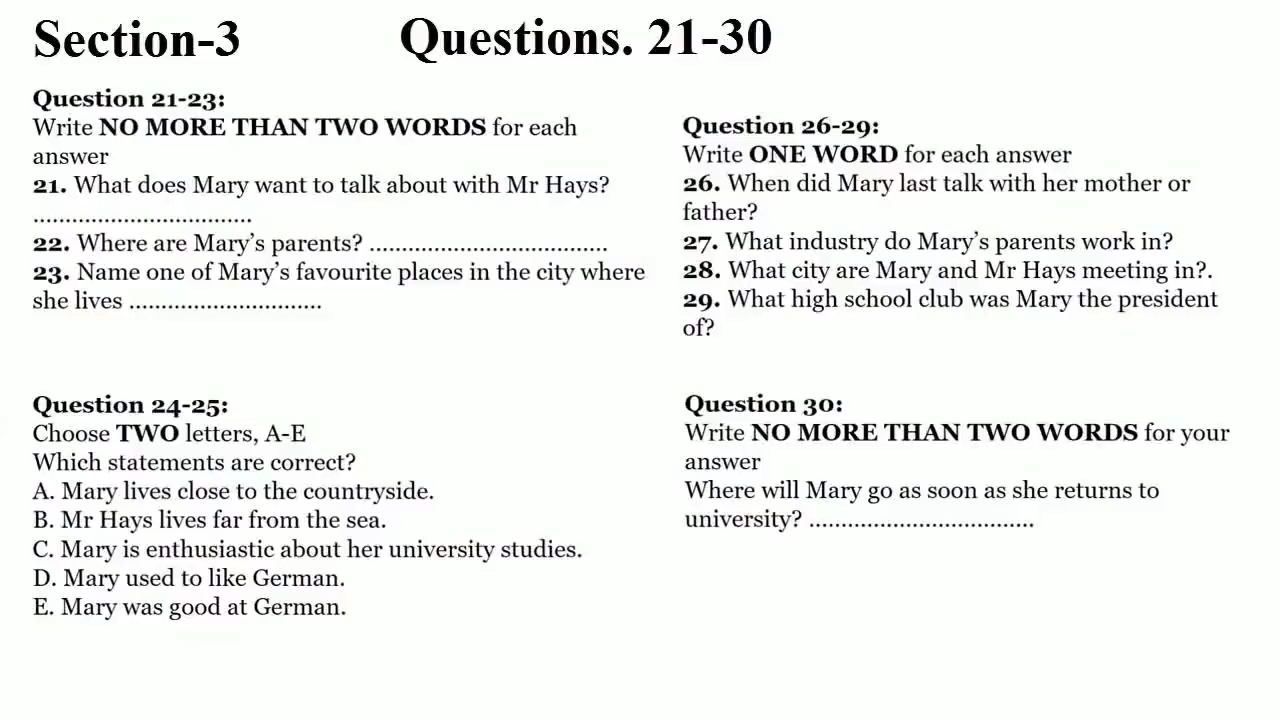 Section-3
Questions. 21-30
Question 21-23:
Write NO MORE THAN TWO WORDS for each
answer
21. What does Mary want to talk about with Mr Hays?
..................................
22. Where are Mary’s parents? .....................................
23. Name one of Mary’s favourite places in the city where
she lives ..............................
Question 24-25:
Choose TWO letters, A-E
Which statements are correct?
A. Mary lives close to the countryside.
B. Mr Hays lives far from the sea.
C. Mary is enthusiastic about her university studies.
D. Mary used to like German.
E. Mary was good at German.
Question 26-29:
Write ONE WORD for each answer
26. When did Mary last talk with her mother or
father?
27. What industry do Mary’s parents work in?
28. What city are Mary and Mr Hays meeting in?.
29. What high school club was Mary the president
of?
Question 30:
Write NO MORE THAN TWO WORDS for your
answer
Where will Mary go as soon as she returns to
university? ...................................